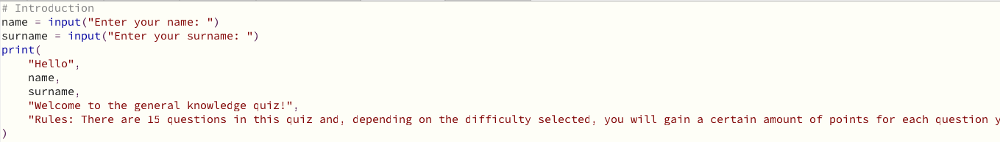 # Introduction
name = input("Enter your name: ")
surname = input("Enter your surname: ")
print(
    "Hello",
    name,
    surname,
    "Welcome to the general knowledge quiz!",
    "Rules: There are 15 questions in this quiz and, depending on the difficulty selected, you will gain a certain amount of points for each question
)